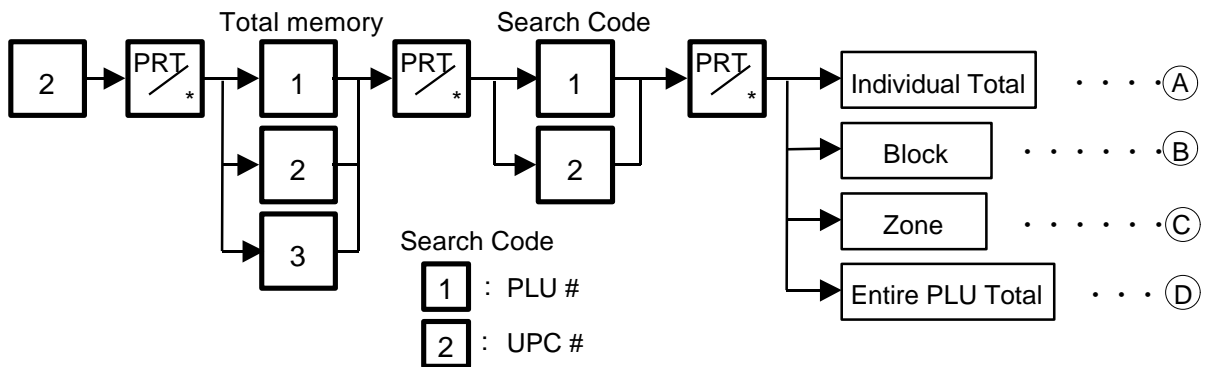 Total memory
Search Code
2 PRT/* 1 PRT/* 1 PRT/* Individual Total · · · · A
2 2 Block · · · · · · B
3 Zone · · · · · · C
Entire PLU Total · · · D
Search Code
1 : PLU #
2 : UPC #